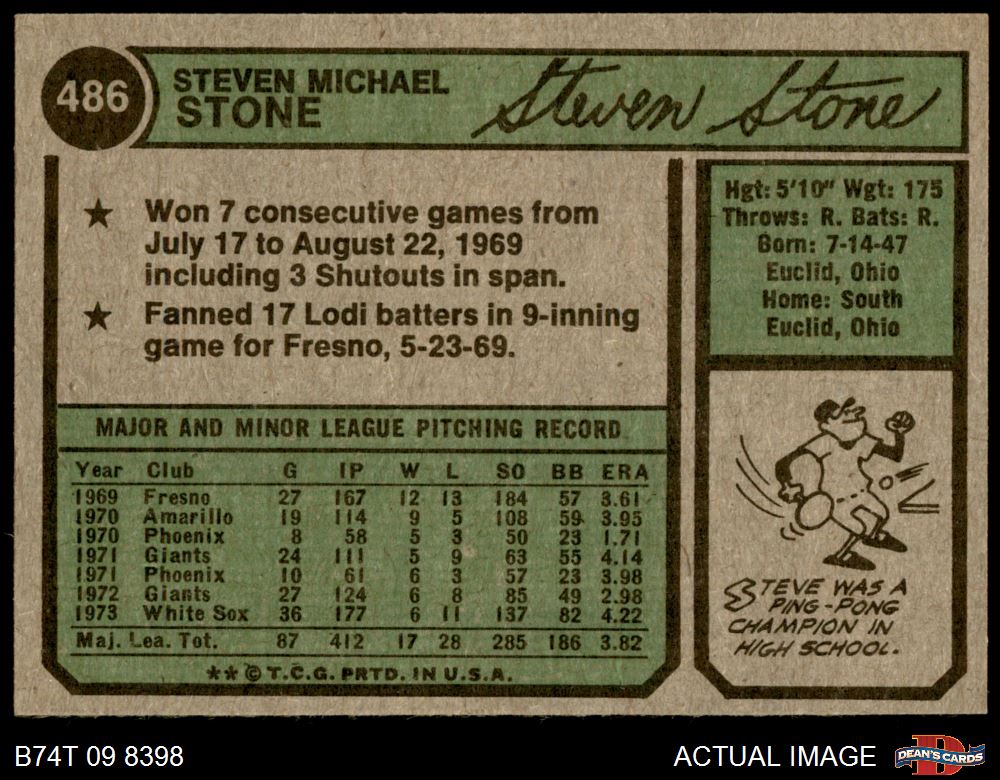 486
STEVEN MICHAEL
STONE
Steven Stone
★ Won 7 consecutive games from
July 17 to August 22, 1969
including 3 Shutouts in span.
★ Fanned 17 Lodi batters in 9-inning
game for Fresno, 5-23-69.
Hgt: 5'10" Wgt: 175
Throws: R. Bats: R.
Born: 7-14-47
Euclid, Ohio
Home: South
Euclid, Ohio
MAJOR AND MINOR LEAGUE PITCHING RECORD
Year Club G IP W L SO BB ERA
1969 Fresno 27 167 12 13 184 57 3.61
1970 Amarillo 19 114 9 5 108 59 3.95
1970 Phoenix 8 58 5 3 50 23 1.71
1971 Giants 24 111 5 9 63 55 4.14
1971 Phoenix 10 61 6 3 57 23 3.98
1972 Giants 27 124 6 8 85 49 2.98
1973 White Sox 36 177 6 11 137 82 4.22
Maj. Lea. Tot. 87 412 17 28 285 186 3.82
**© T.C.G. PRTD. IN U.S.A.
STEVE WAS A
PING-PONG
CHAMPION IN
HIGH SCHOOL.
B74T 09 8398
ACTUAL IMAGE
D
DEAN'S CARDS